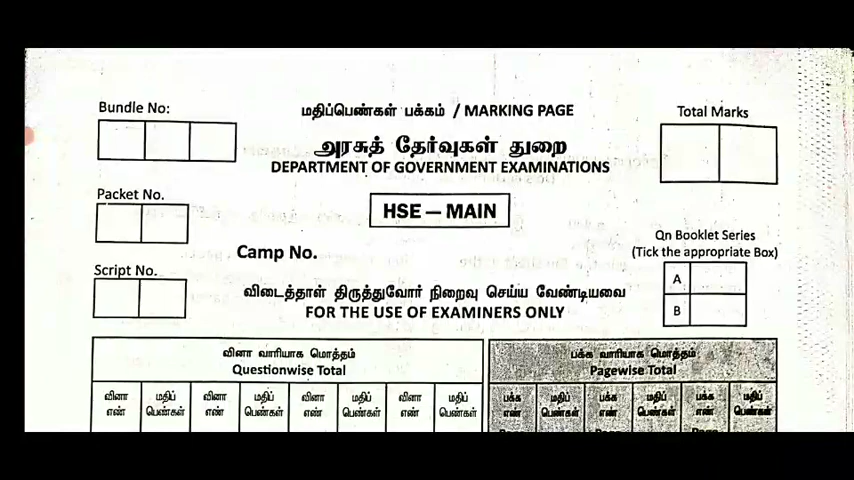 Bundle No:
மதிப்பெண்கள் பக்கம் / MARKING PAGE
Total Marks
அரசுத் தேர்வுகள் துறை
DEPARTMENT OF GOVERNMENT EXAMINATIONS
Packet No.
HSE – MAIN
Qn Booklet Series
(Tick the appropriate Box)
Camp No.
Script No.
A
B
விடைத்தாள் திருத்துவோர் நிறைவு செய்ய வேண்டியவை
FOR THE USE OF EXAMINERS ONLY
வினா வாரியாக மொத்தம்
Questionwise Total
பக்க வாரியாக மொத்தம்
Pagewise Total
வினா மதிப் வினா மதிப் வினா மதிப் வினா மதிப்
எண் பெண்கள் எண் பெண்கள் எண் பெண்கள் எண் பெண்கள்
பக்க மதிப் பக்க மதிப் பக்க மதிப்
எண் பெண்கள் எண் பெண்கள் எண் பெண்கள்